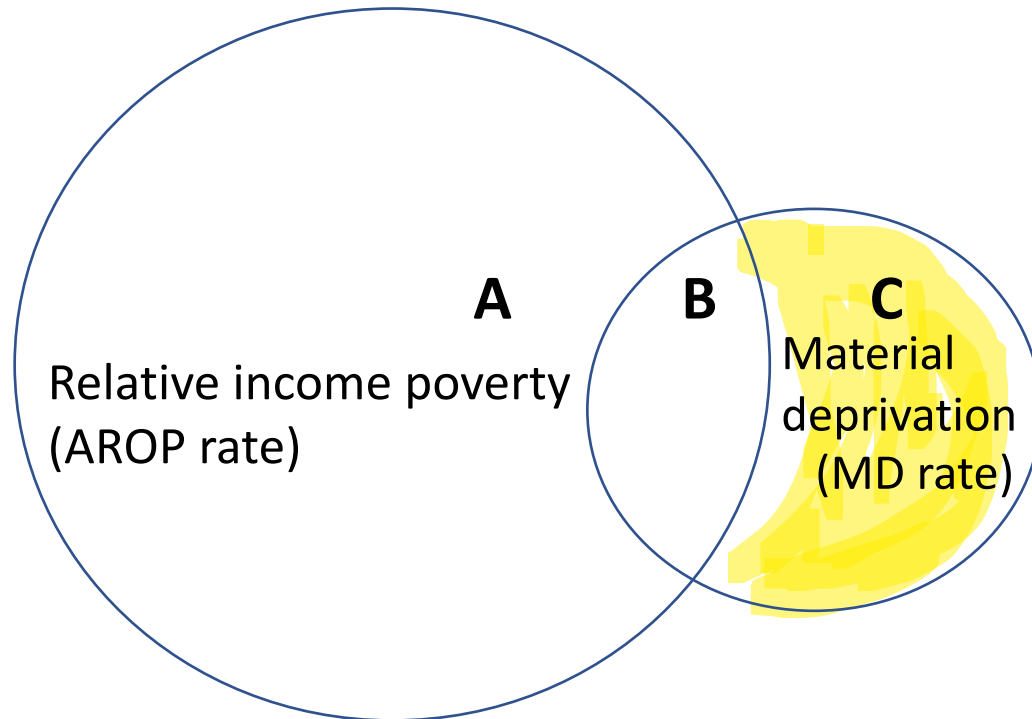 A
B
C
Relative income poverty
(AROP rate)
Material
deprivation
(MD rate)